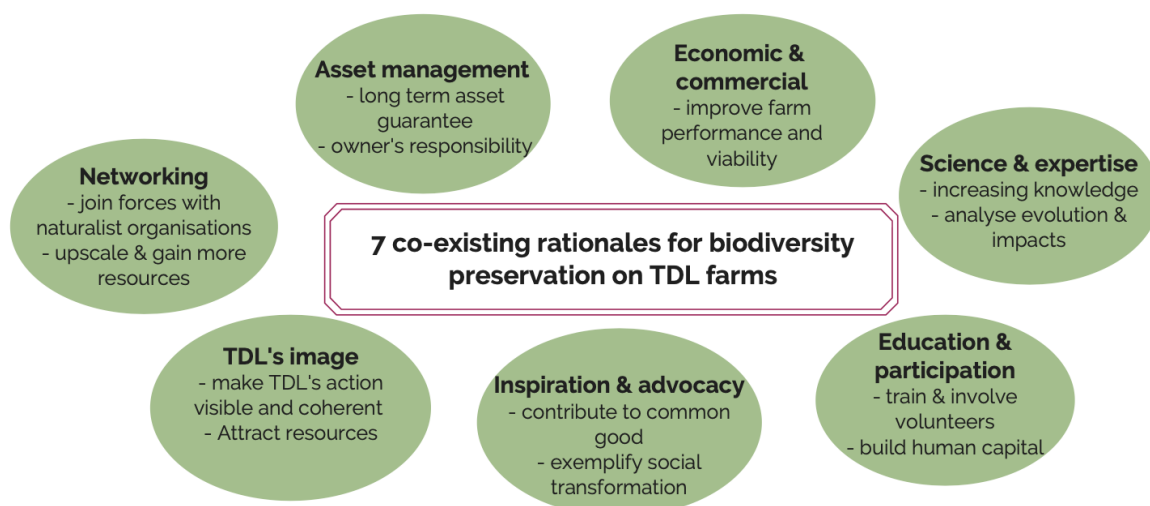 Asset management
- long term asset
guarantee
- owner's responsibility
Economic &
commercial
- improve farm
performance and
viability
Networking
- join forces with
naturalist organisations
- upscale & gain more
resources
Science & expertise
- increasing knowledge
- analyse evolution &
impacts
7 co-existing rationales for biodiversity
preservation on TDL farms
TDL's image
- make TDL's action
visible and coherent
- Attract resources
Inspiration & advocacy
- contribute to common
good
- exemplify social
transformation
Education &
participation
- train & involve
volunteers
- build human capital